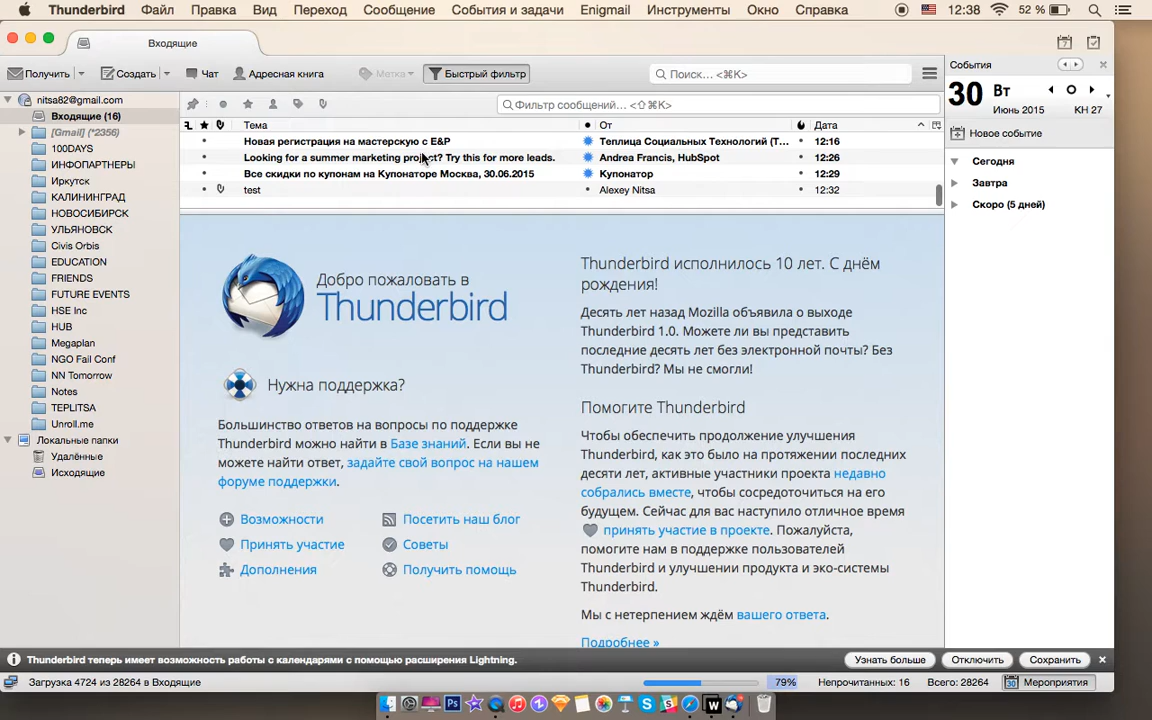 Thunderbird Файл Правка Вид Переход Сообщение События и задачи Enigmail Инструменты Окно Справка 12:38 52 %
Входящие
Получить Создать Чат Адресная книга Метка Быстрый фильтр Поиск... <⌘K>
Фильтр сообщений... <⇧⌘K>
nitsa82@gmail.com
Входящие (16)
[Gmail] (*2356)
100DAYS
ИНФОПАРТНЕРЫ
Иркутск
КАЛИНИНГРАД
НОВОСИБИРСК
УЛЬЯНОВСК
Civis Orbis
EDUCATION
FRIENDS
FUTURE EVENTS
HSE Inc
HUB
Megaplan
NGO Fail Conf
NN Tomorrow
Notes
TEPLITSA
Unroll.me
Локальные папки
Удалённые
Исходящие
Тема От Дата
Новая регистрация на мастерскую с E&P Теплица Социальных Технологий (Т... 12:16
Looking for a summer marketing project? Try this for more leads. Andrea Francis, HubSpot 12:26
Все скидки по купонам на Купонаторе Москва, 30.06.2015 Купонатор 12:29
test Alexey Nitsa 12:32
Добро пожаловать в
Thunderbird
Нужна поддержка?
Большинство ответов на вопросы по поддержке
Thunderbird можно найти в Базе знаний. Если вы не
можете найти ответ, задайте свой вопрос на нашем
форуме поддержки.
Возможности Посетить наш блог
Принять участие Советы
Дополнения Получить помощь
Thunderbird исполнилось 10 лет. С днём
рождения!
Десять лет назад Mozilla объявила о выходе
Thunderbird 1.0. Можете ли вы представить
последние десять лет без электронной почты? Без
Thunderbird? Мы не смогли!
Помогите Thunderbird
Чтобы обеспечить продолжение улучшения
Thunderbird, как это было на протяжении последних
десяти лет, активные участники проекта недавно
собрались вместе, чтобы сосредоточиться на его
будущем. Сейчас для вас наступило отличное время
принять участие в проекте. Пожалуйста,
помогите нам в поддержке пользователей
Thunderbird и улучшении продукта и эко-системы
Thunderbird.
Мы с нетерпением ждём вашего ответа.
Подробнее »
События
30 Вт
Июнь 2015 КН 27
Новое событие
Сегодня
Завтра
Скоро (5 дней)
Thunderbird теперь имеет возможность работы с календарями с помощью расширения Lightning. Узнать больше Отключить Сохранить
Загрузка 4724 из 28264 в Входящие 79% Непрочитанных: 16 Всего: 28264 30 Мероприятия